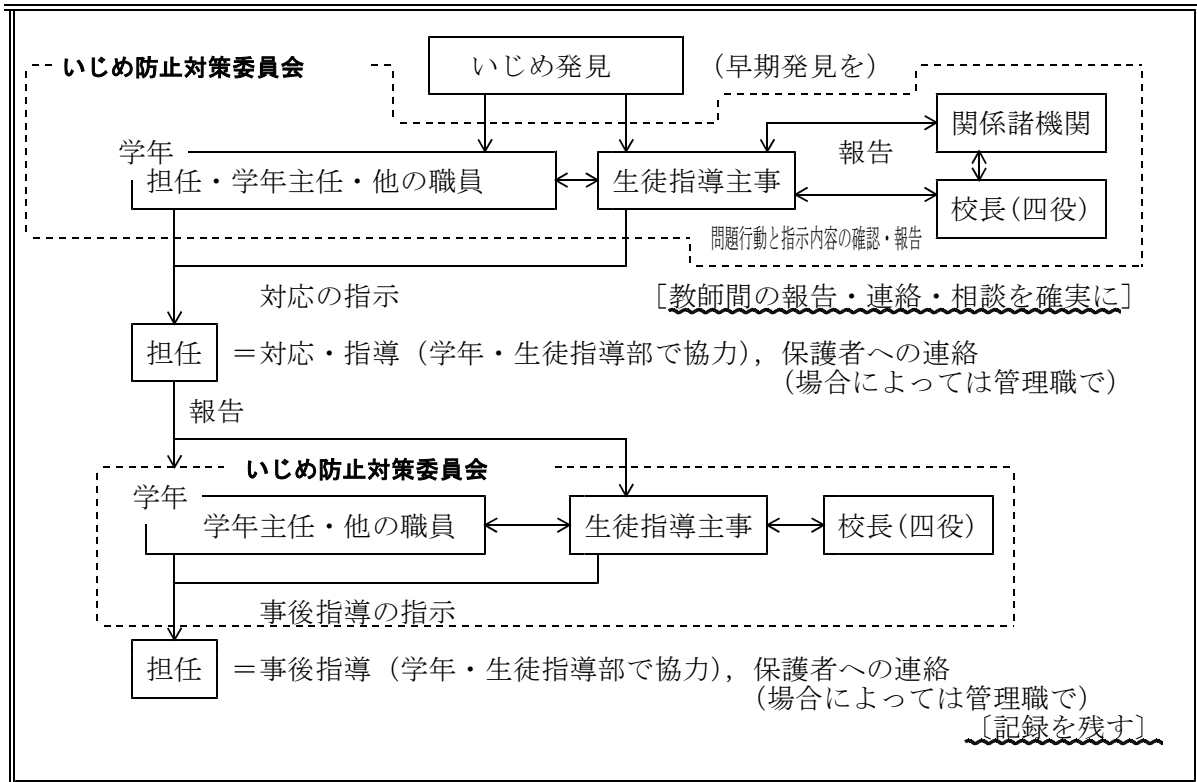 いじめ防止対策委員会
いじめ発見
(早期発見を)
関係諸機関
学年
報告
担任・学年主任・他の職員
生徒指導主事
校長(四役)
問題行動と指示内容の確認・報告
対応の指示
[教師間の報告・連絡・相談を確実に]
担任 =対応・指導(学年・生徒指導部で協力),保護者への連絡
(場合によっては管理職で)
報告
いじめ防止対策委員会
学年
学年主任・他の職員
生徒指導主事
校長(四役)
事後指導の指示
担任 =事後指導(学年・生徒指導部で協力),保護者への連絡
(場合によっては管理職で)
〔記録を残す〕